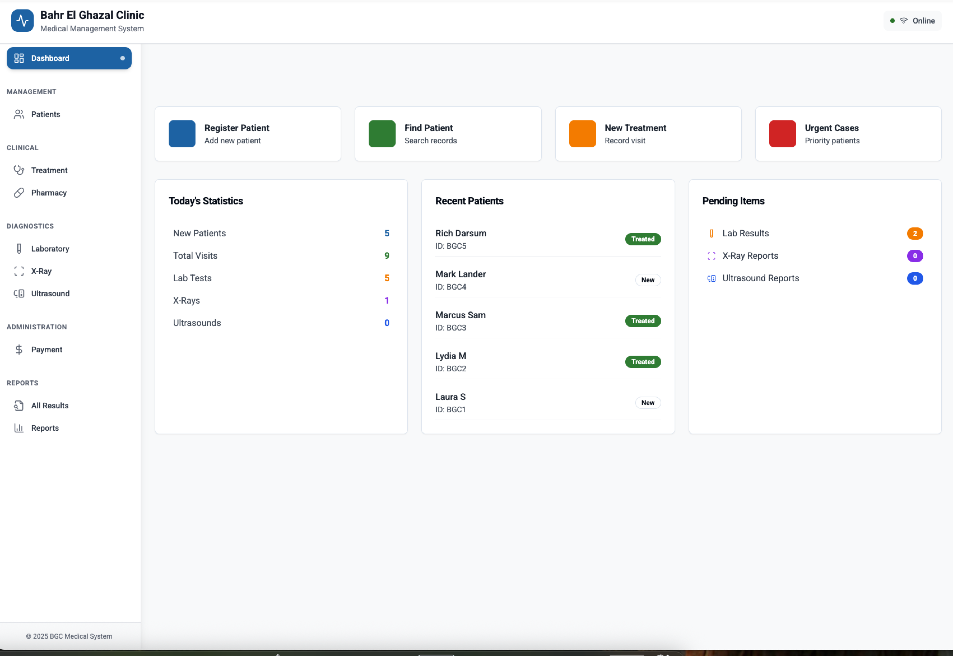 Bahr El Ghazal Clinic
Medical Management System
Online
Dashboard
MANAGEMENT
Patients
CLINICAL
Treatment
Pharmacy
DIAGNOSTICS
Laboratory
X-Ray
Ultrasound
ADMINISTRATION
Payment
REPORTS
All Results
Reports
© 2025 BGC Medical System
Register Patient
Add new patient
Find Patient
Search records
New Treatment
Record visit
Urgent Cases
Priority patients
Today's Statistics
New Patients 5
Total Visits 9
Lab Tests 5
X-Rays 1
Ultrasounds 0
Recent Patients
Rich Darsum
ID: BGC5
Treated
Mark Lander
ID: BGC4
New
Marcus Sam
ID: BGC3
Treated
Lydia M
ID: BGC2
Treated
Laura S
ID: BGC1
New
Pending Items
Lab Results 2
X-Ray Reports 0
Ultrasound Reports 0